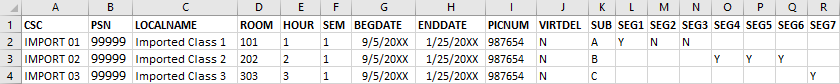 A B C D E F G H I J K L M N O P Q R
1 CSC PSN LOCALNAME ROOM HOUR SEM BEGDATE ENDDATE PICNUM VIRTDEL SUB SEG1 SEG2 SEG3 SEG4 SEG5 SEG6 SEG7
2 IMPORT 01 99999 Imported Class 1 101 1 1 9/5/20XX 1/25/20XX 987654 N A Y N N
3 IMPORT 02 99999 Imported Class 2 202 2 1 9/5/20XX 1/25/20XX 987654 N B Y Y Y
4 IMPORT 03 99999 Imported Class 3 303 3 1 9/5/20XX 1/25/20XX 987654 N C Y